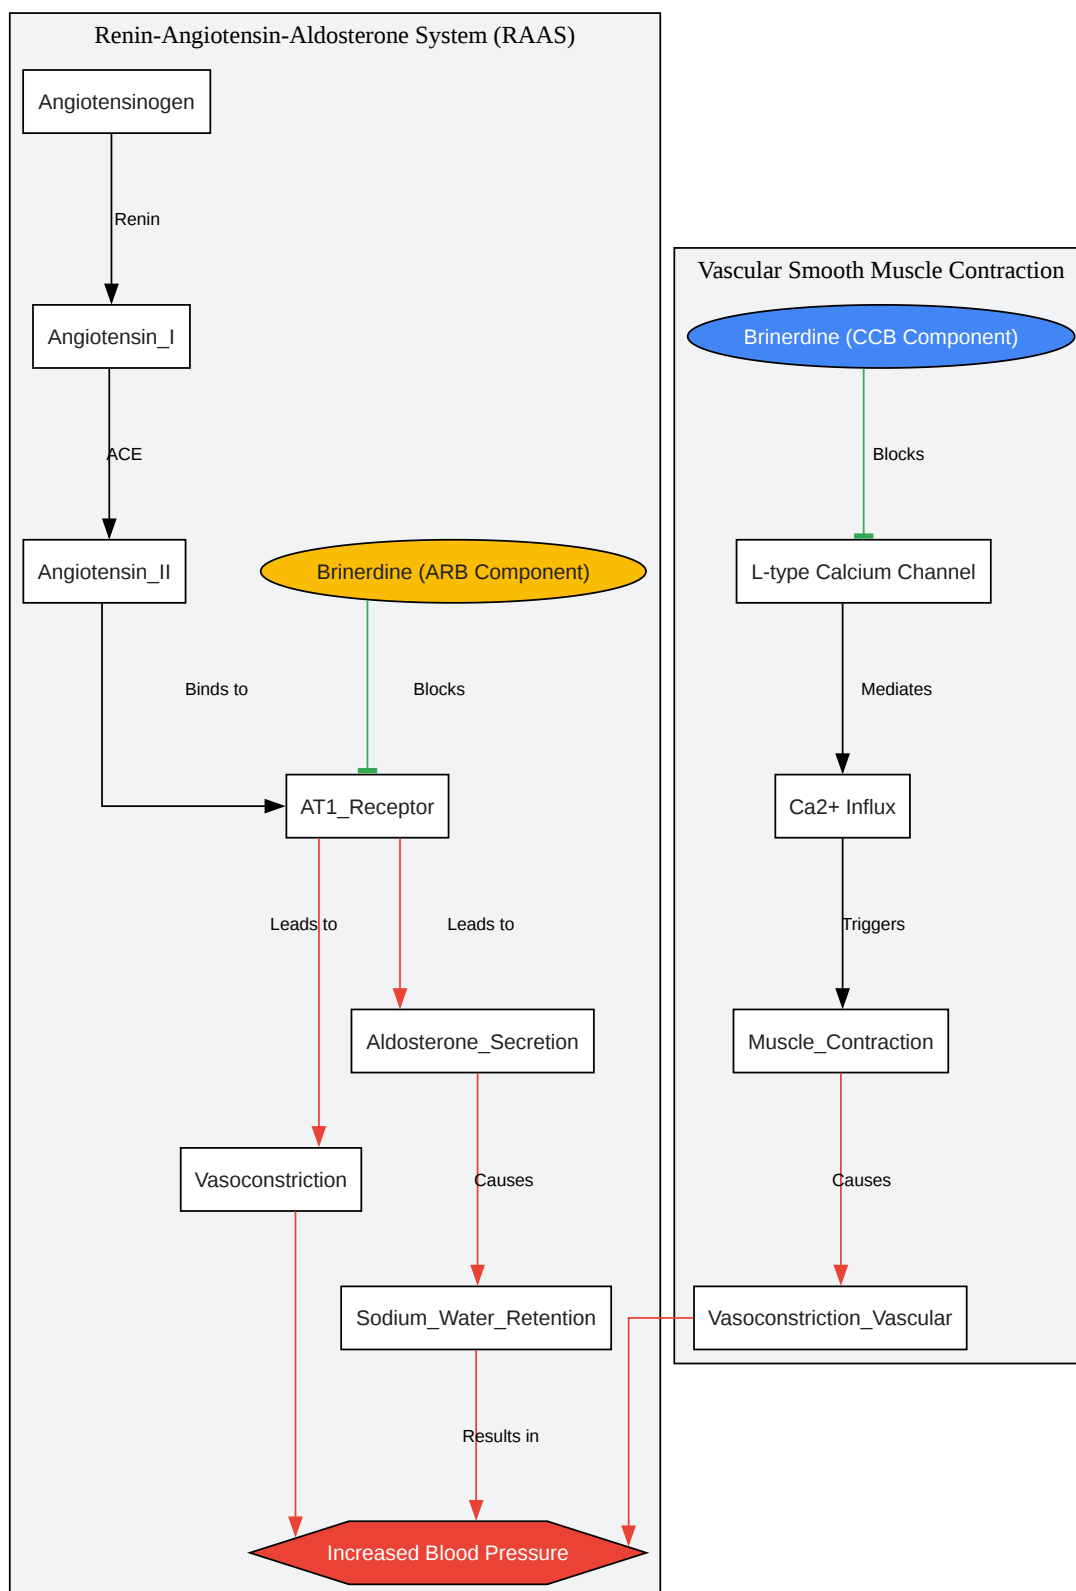 Renin-Angiotensin-Aldosterone System (RAAS)
Angiotensinogen
Renin
Angiotensin_I
ACE
Angiotensin_II
Brinerdine (ARB Component)
Binds to
Blocks
AT1_Receptor
Leads to
Leads to
Aldosterone_Secretion
Vasoconstriction
Causes
Sodium_Water_Retention
Results in
Increased Blood Pressure
Vascular Smooth Muscle Contraction
Brinerdine (CCB Component)
Blocks
L-type Calcium Channel
Mediates
Ca2+ Influx
Triggers
Muscle_Contraction
Causes
Vasoconstriction_Vascular